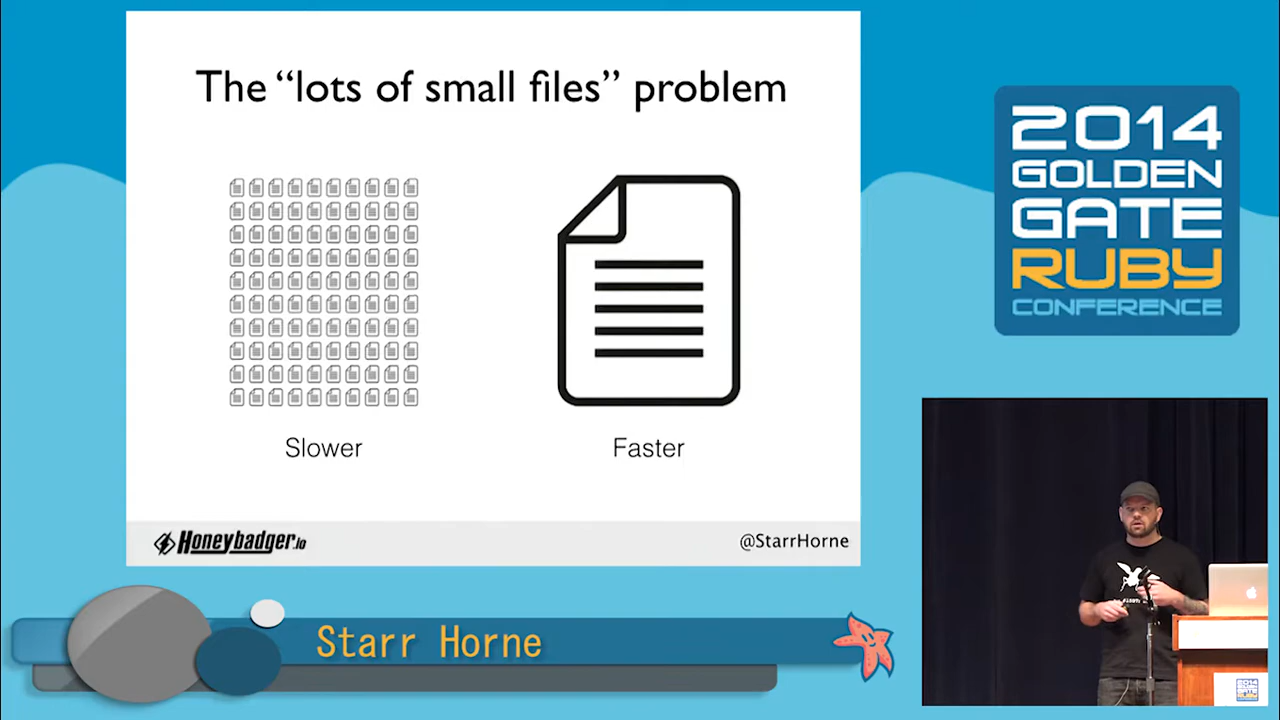 The “lots of small files” problem
Slower
Faster
Honeybadger.io
@StarrHorne
2014
GOLDEN
GATE
RUBY
CONFERENCE
Starr Horne